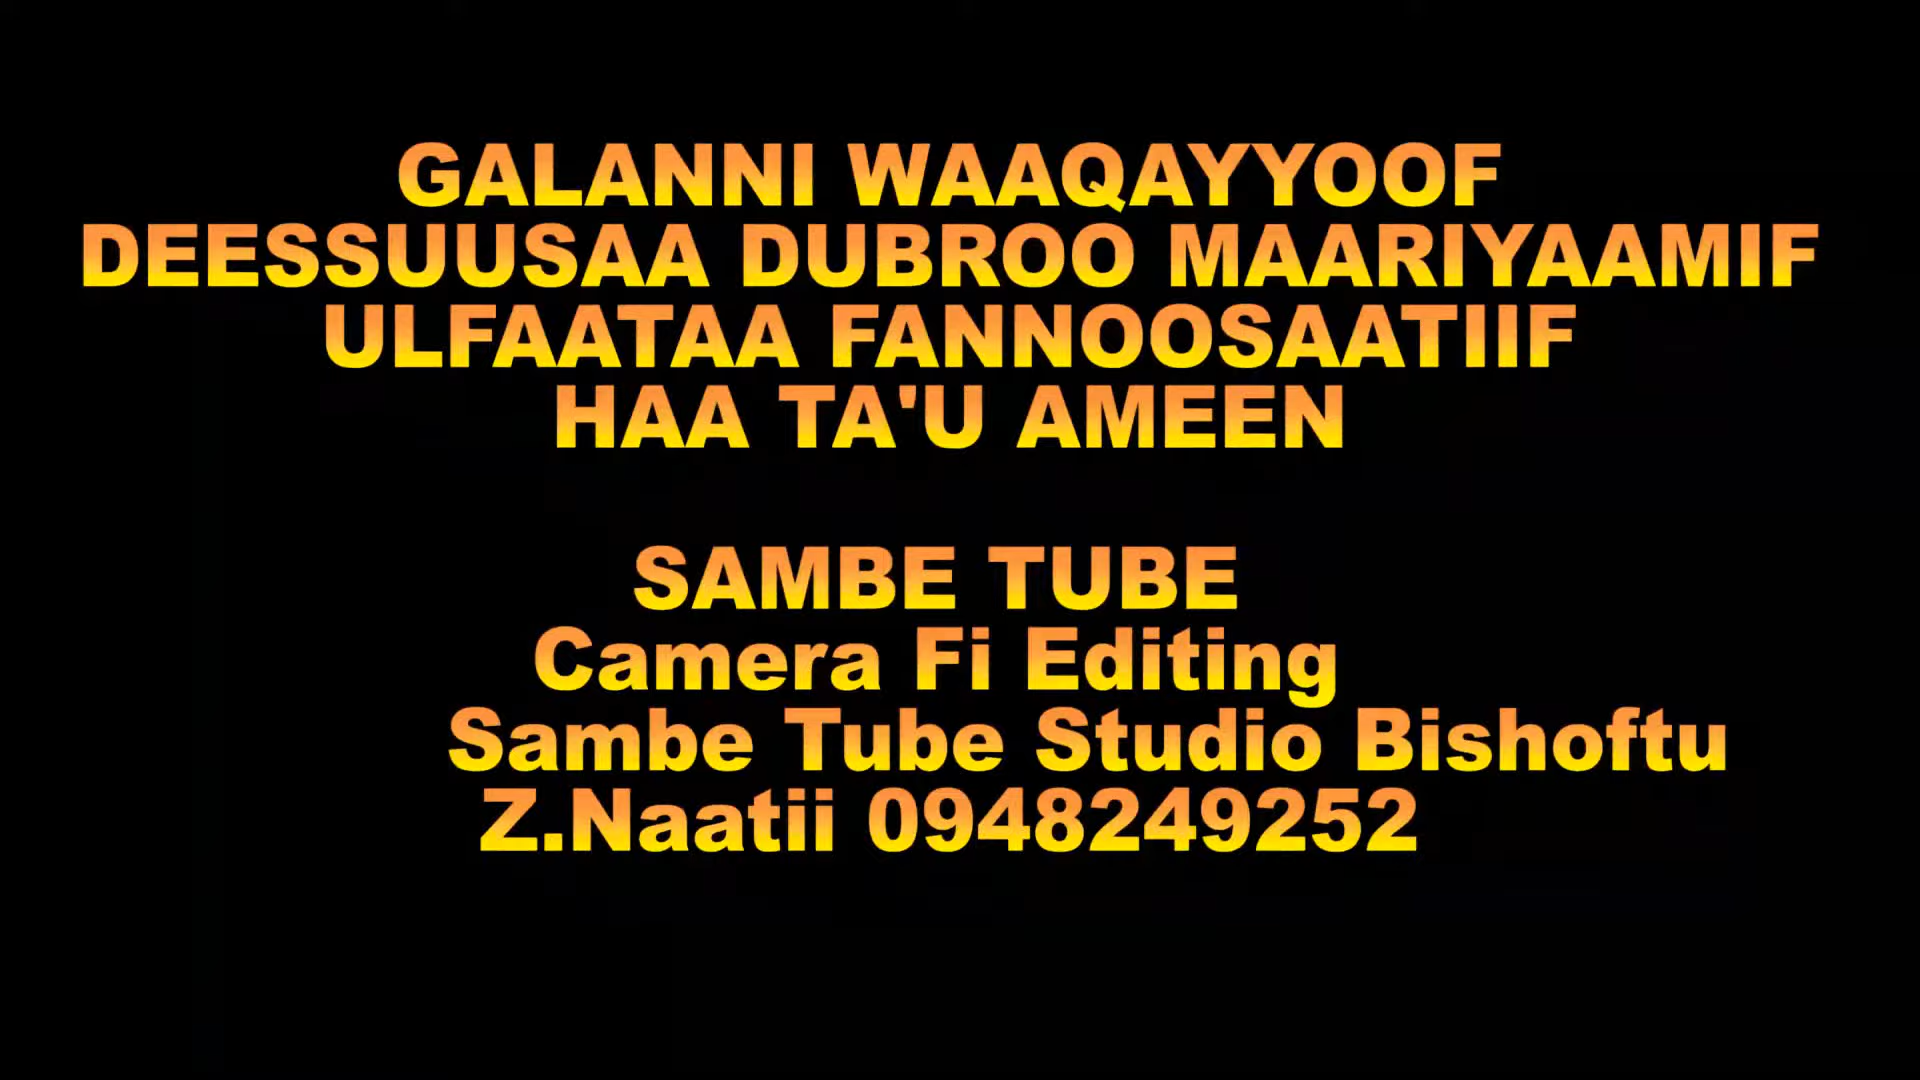 GALANNI WAAQAYYOOF
DEESSUUSAA DUBROO MAARIYAAMIF
ULFAATAA FANNOOSAATIIF
HAA TA'U AMEEN
SAMBE TUBE
Camera Fi Editing
Sambe Tube Studio Bishoftu
Z.Naatii 0948249252